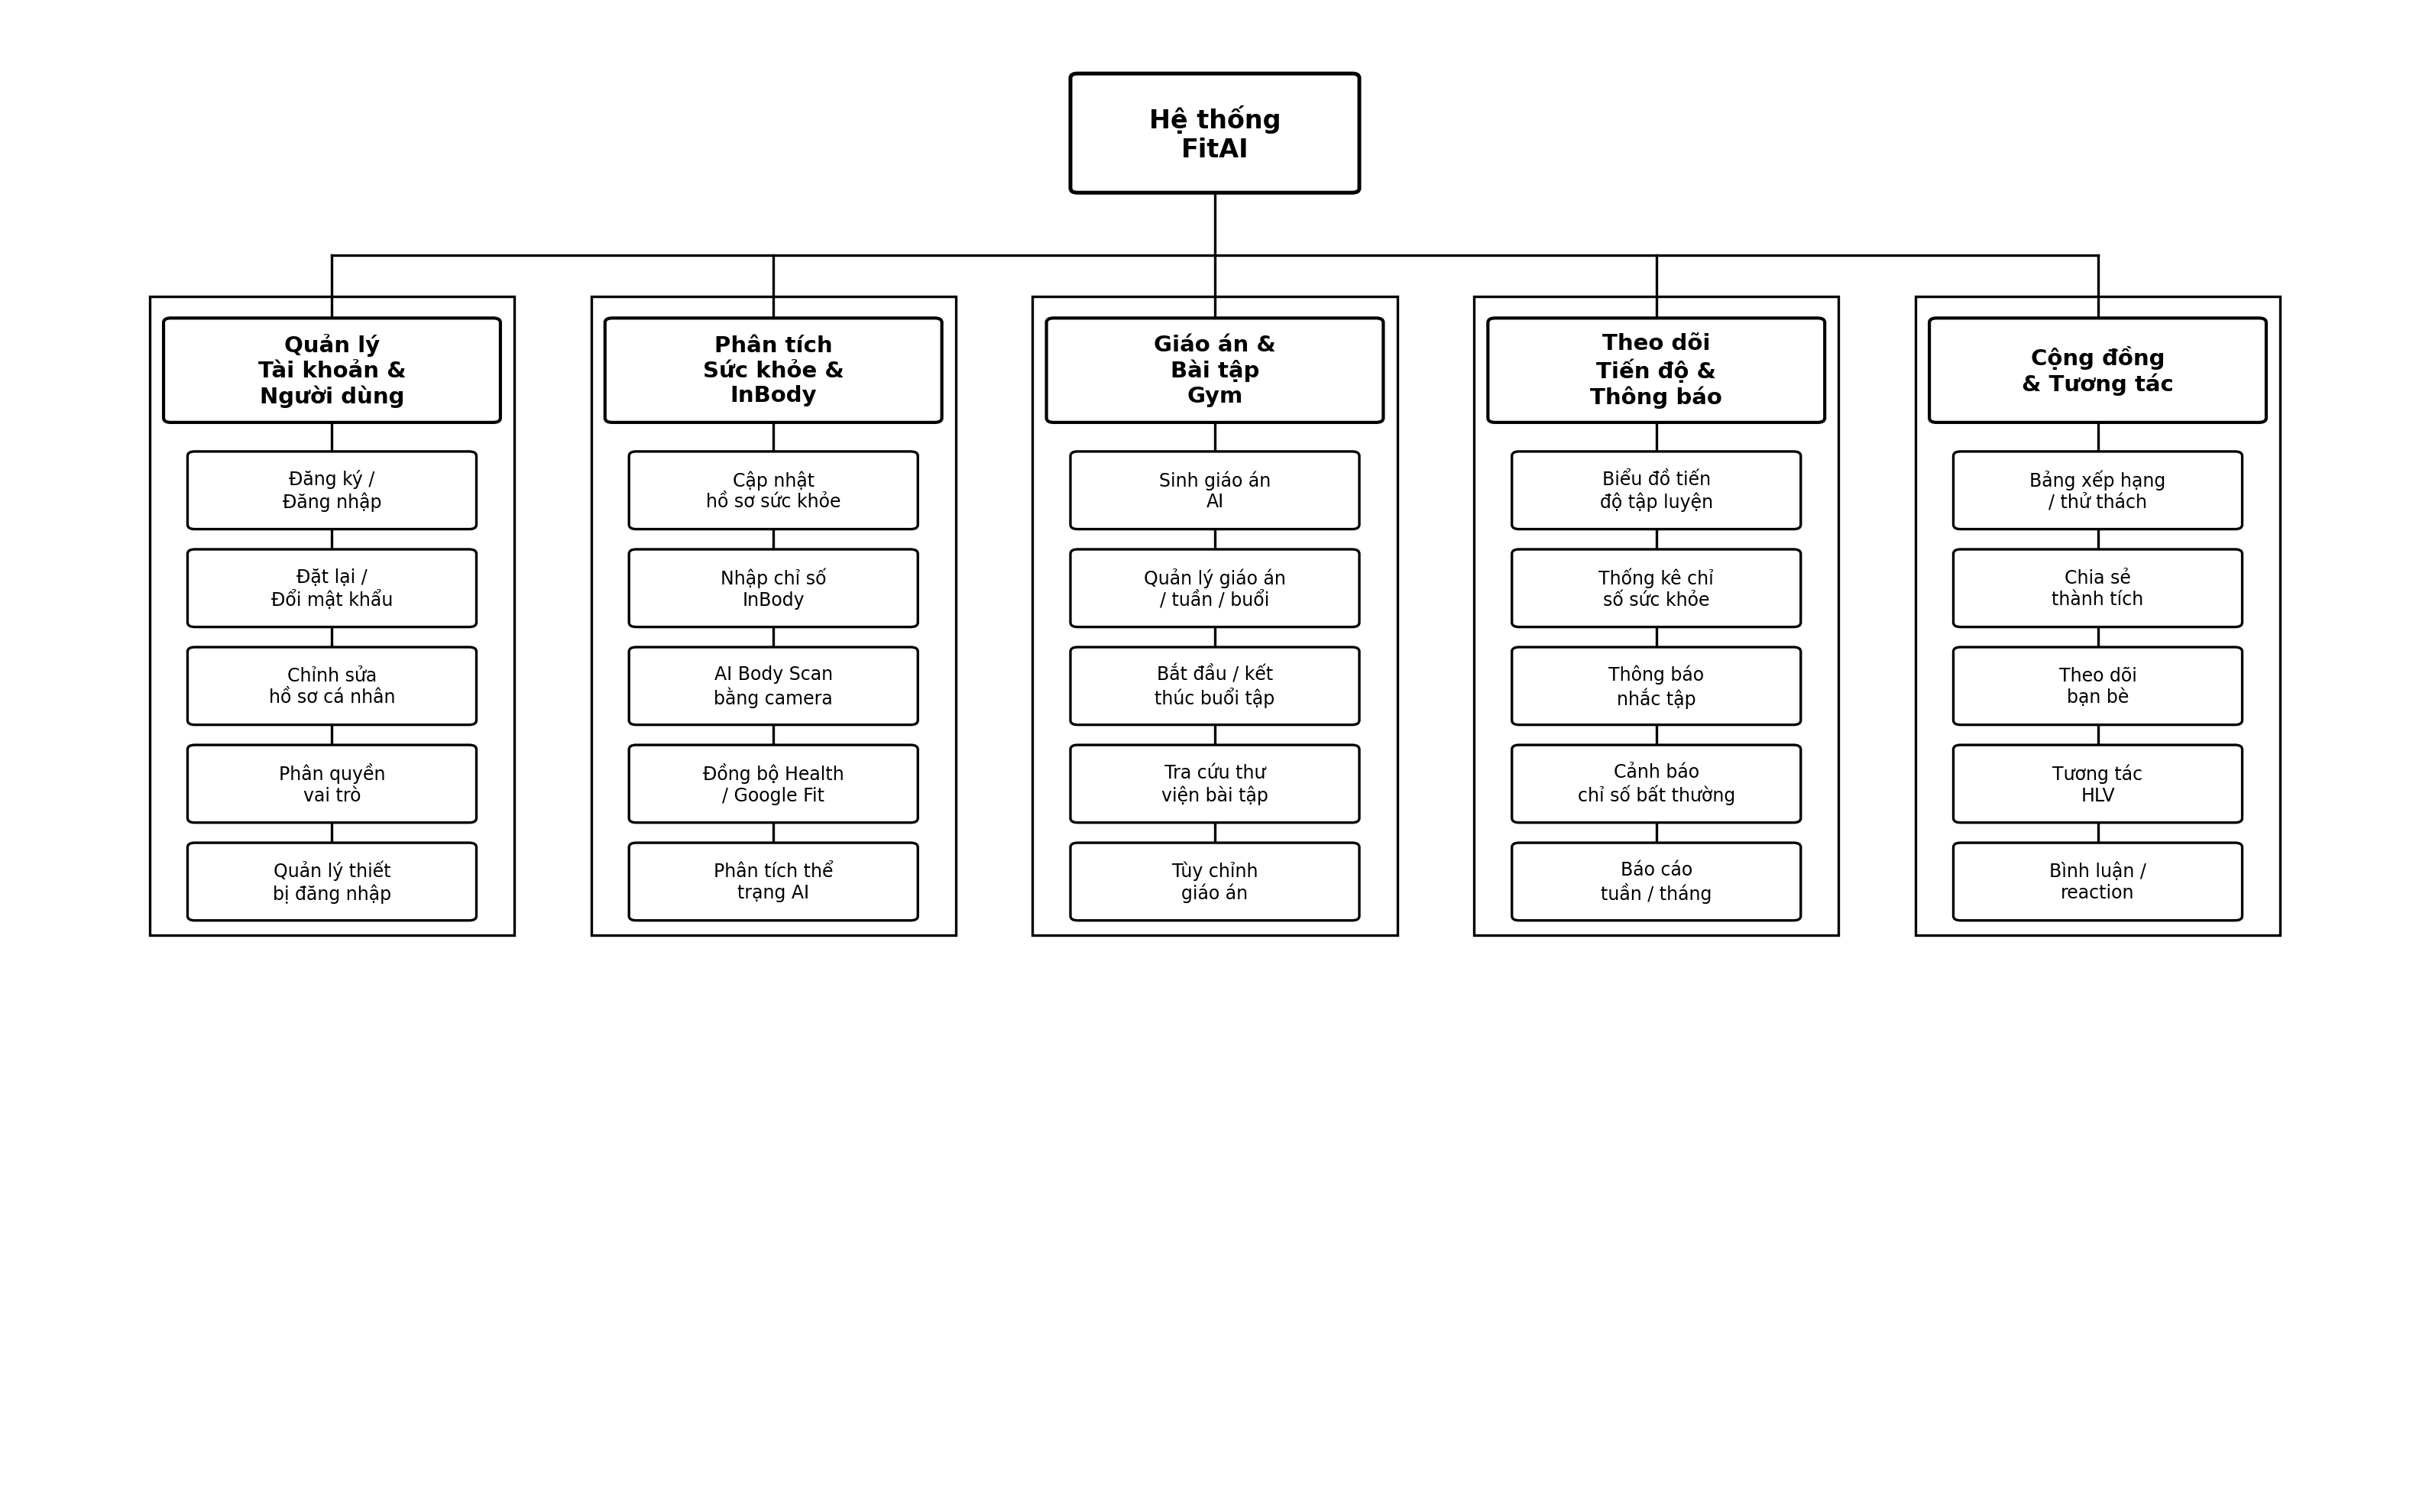 Hệ thống
FitAI
Quản lý
Tài khoản &
Người dùng
Đăng ký /
Đăng nhập
Đặt lại /
Đổi mật khẩu
Chỉnh sửa
hồ sơ cá nhân
Phân quyền
vai trò
Quản lý thiết
bị đăng nhập
Phân tích
Sức khỏe &
InBody
Cập nhật
hồ sơ sức khỏe
Nhập chỉ số
InBody
AI Body Scan
bằng camera
Đồng bộ Health
/ Google Fit
Phân tích thể
trạng AI
Giáo án &
Bài tập
Gym
Sinh giáo án
AI
Quản lý giáo án
/ tuần / buổi
Bắt đầu / kết
thúc buổi tập
Tra cứu thư
viện bài tập
Tùy chỉnh
giáo án
Theo dõi
Tiến độ &
Thông báo
Biểu đồ tiến
độ tập luyện
Thống kê chỉ
số sức khỏe
Thông báo
nhắc tập
Cảnh báo
chỉ số bất thường
Báo cáo
tuần / tháng
Cộng đồng
& Tương tác
Bảng xếp hạng
/ thử thách
Chia sẻ
thành tích
Theo dõi
bạn bè
Tương tác
HLV
Bình luận /
reaction